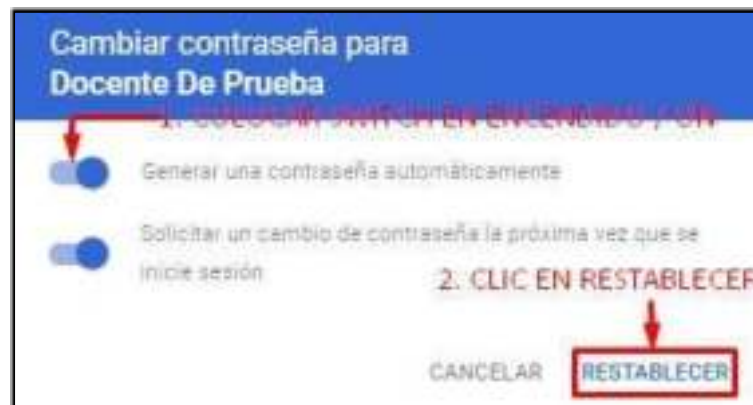 Cambiar contraseña para
Docente De Prueba
1. COLOCAR SWITCH EN ENCENDIDO / ON
Generar una contraseña automáticamente
Solicitar un cambio de contraseña la próxima vez que se
inicie sesión
2. CLIC EN RESTABLECER
CANCELAR RESTABLECER